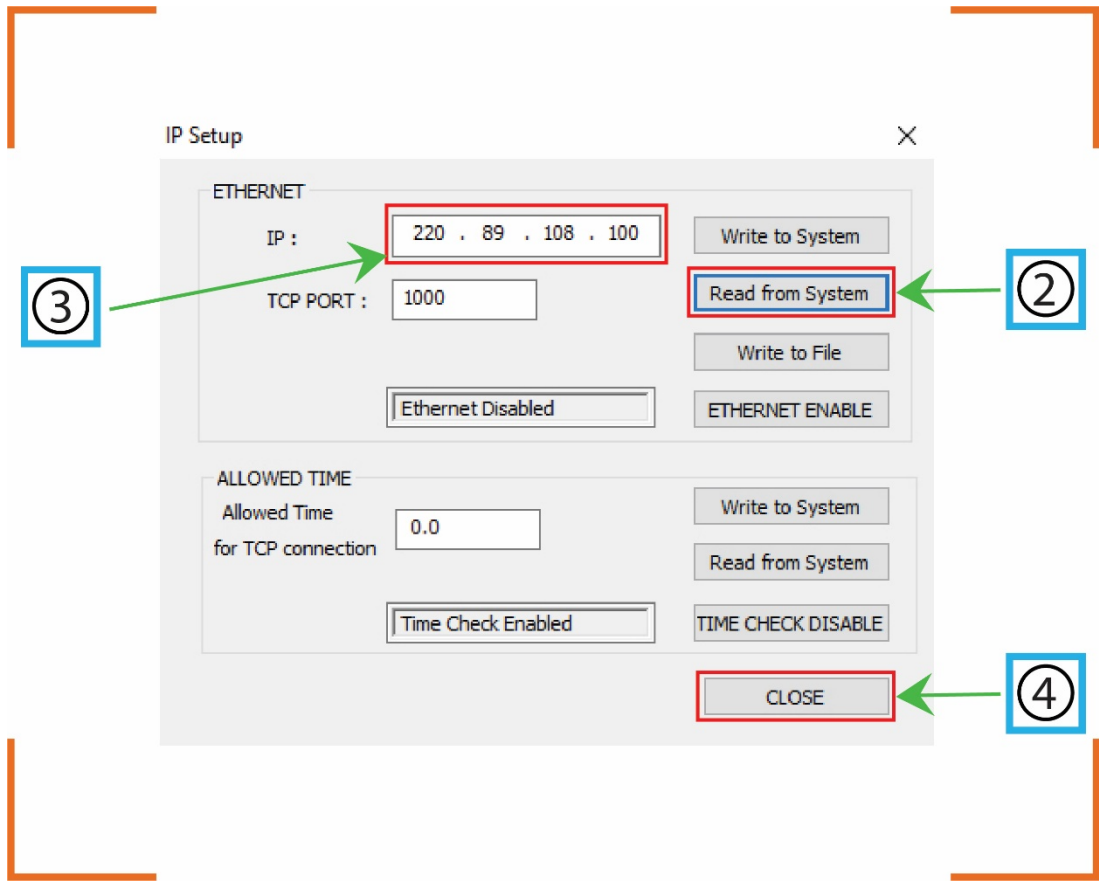 IP Setup
ETHERNET
IP :
220 . 89 . 108 . 100
Write to System
③
②
TCP PORT :
1000
Read from System
Write to File
Ethernet Disabled
ETHERNET ENABLE
ALLOWED TIME
Allowed Time
for TCP connection
0.0
Write to System
Read from System
Time Check Enabled
TIME CHECK DISABLE
CLOSE
④